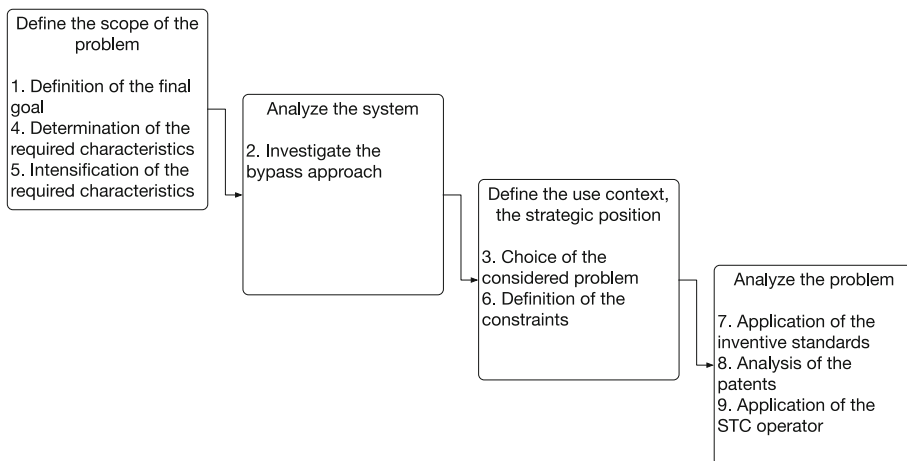 Define the scope of the
problem
1. Definition of the final
goal
4. Determination of the
required characteristics
5. Intensification of the
required characteristics
Analyze the system
2. Investigate the
bypass approach
Define the use context,
the strategic position
3. Choice of the
considered problem
6. Definition of the
constraints
Analyze the problem
7. Application of the
inventive standards
8. Analysis of the
patents
9. Application of the
STC operator